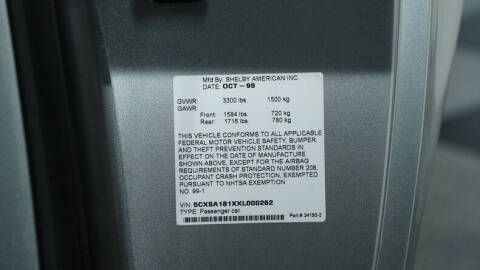 Mfd By: SHELBY AMERICAN INC
DATE: OCT - 99
GVWR: 3300 lbs. 1500 kg
GAWR:
Front: 1584 lbs. 720 kg
Rear: 1716 lbs. 780 kg
THIS VEHICLE CONFORMS TO ALL APPLICABLE
FEDERAL MOTOR VEHICLE SAFETY, BUMPER,
AND THEFT PREVENTION STANDARDS IN
EFFECT ON THE DATE OF MANUFACTURE
SHOWN ABOVE, EXCEPT FOR THE AIRBAG
REQUIREMENTS OF STANDARD NUMBER 208,
OCCUPANT CRASH PROTECTION, EXEMPTED
PURSUANT TO NHTSA EXEMPTION
NO. 99-1
VIN: 5CXSA181XXL000262
TYPE: Passenger car Part # 34150-2